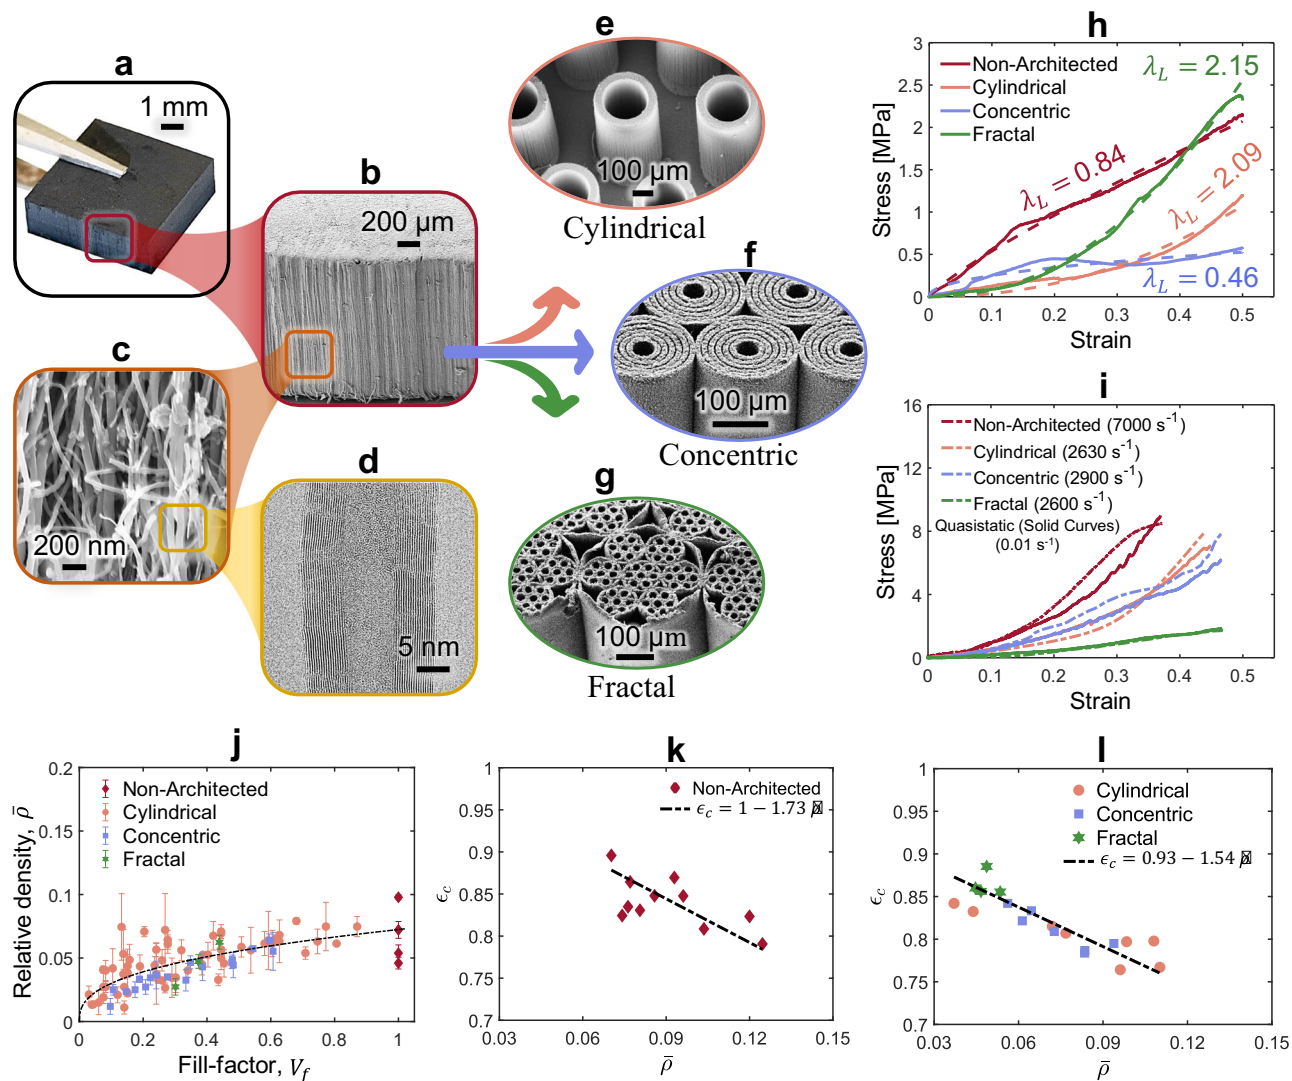 a
1 mm
b
200 µm
c
200 nm
d
5 nm
e
100 µm
Cylindrical
f
100 µm
Concentric
g
100 µm
Fractal
h
Stress [MPa]
3
2.5
2
1.5
1
0.5
0
0 0.1 0.2 0.3 0.4 0.5
Strain
Non-Architected
Cylindrical
Concentric
Fractal
λ_L = 2.15
λ_L = 0.84
λ_L = 2.09
λ_L = 0.46
i
Stress [MPa]
16
12
8
4
0
0 0.1 0.2 0.3 0.4 0.5
Strain
Non-Architected (7000 s⁻¹)
Cylindrical (2630 s⁻¹)
Concentric (2900 s⁻¹)
Fractal (2600 s⁻¹)
Quasistatic (Solid Curves)
(0.01 s⁻¹)
j
Relative density, ρ̄
0.2
0.15
0.1
0.05
0
0 0.2 0.4 0.6 0.8 1
Fill-factor, V_f
Non-Architected
Cylindrical
Concentric
Fractal
k
ϵ_c
1
0.95
0.9
0.85
0.8
0.75
0.7
0.03 0.06 0.09 0.12 0.15
ρ̄
Non-Architected
ϵ_c = 1 − 1.73 ρ
l
ϵ_c
1
0.95
0.9
0.85
0.8
0.75
0.7
0.03 0.06 0.09 0.12 0.15
ρ̄
Cylindrical
Concentric
Fractal
ϵ_c = 0.93 − 1.54 ρ